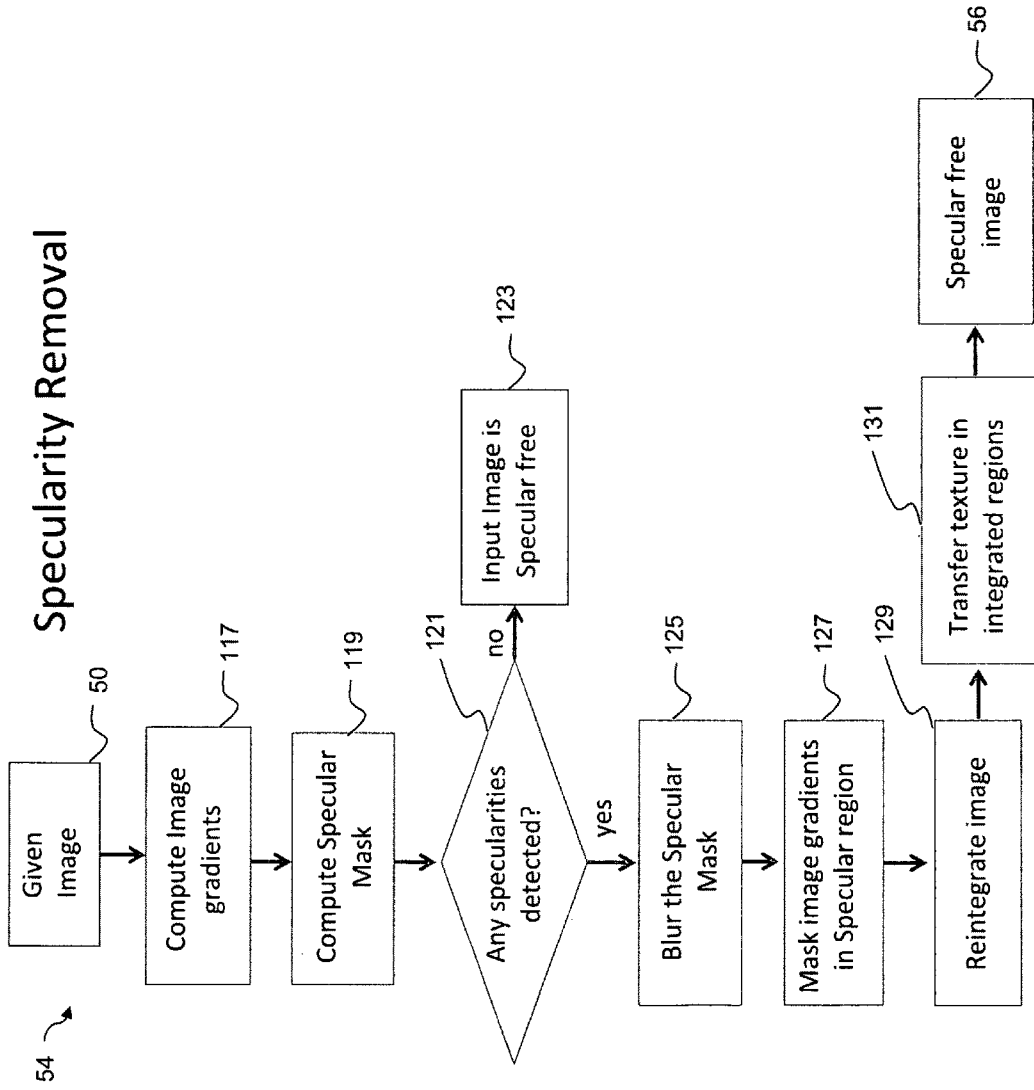 Specularity Removal
54
50
Given
Image
117
Compute Image
gradients
119
Compute Specular
Mask
121
Any specularities
detected?
no
123
Input Image is
Specular free
yes
125
Blur the Specular
Mask
127
Mask image gradients
in Specular region
129
Reintegrate image
131
Transfer texture in
integrated regions
56
Specular free
image